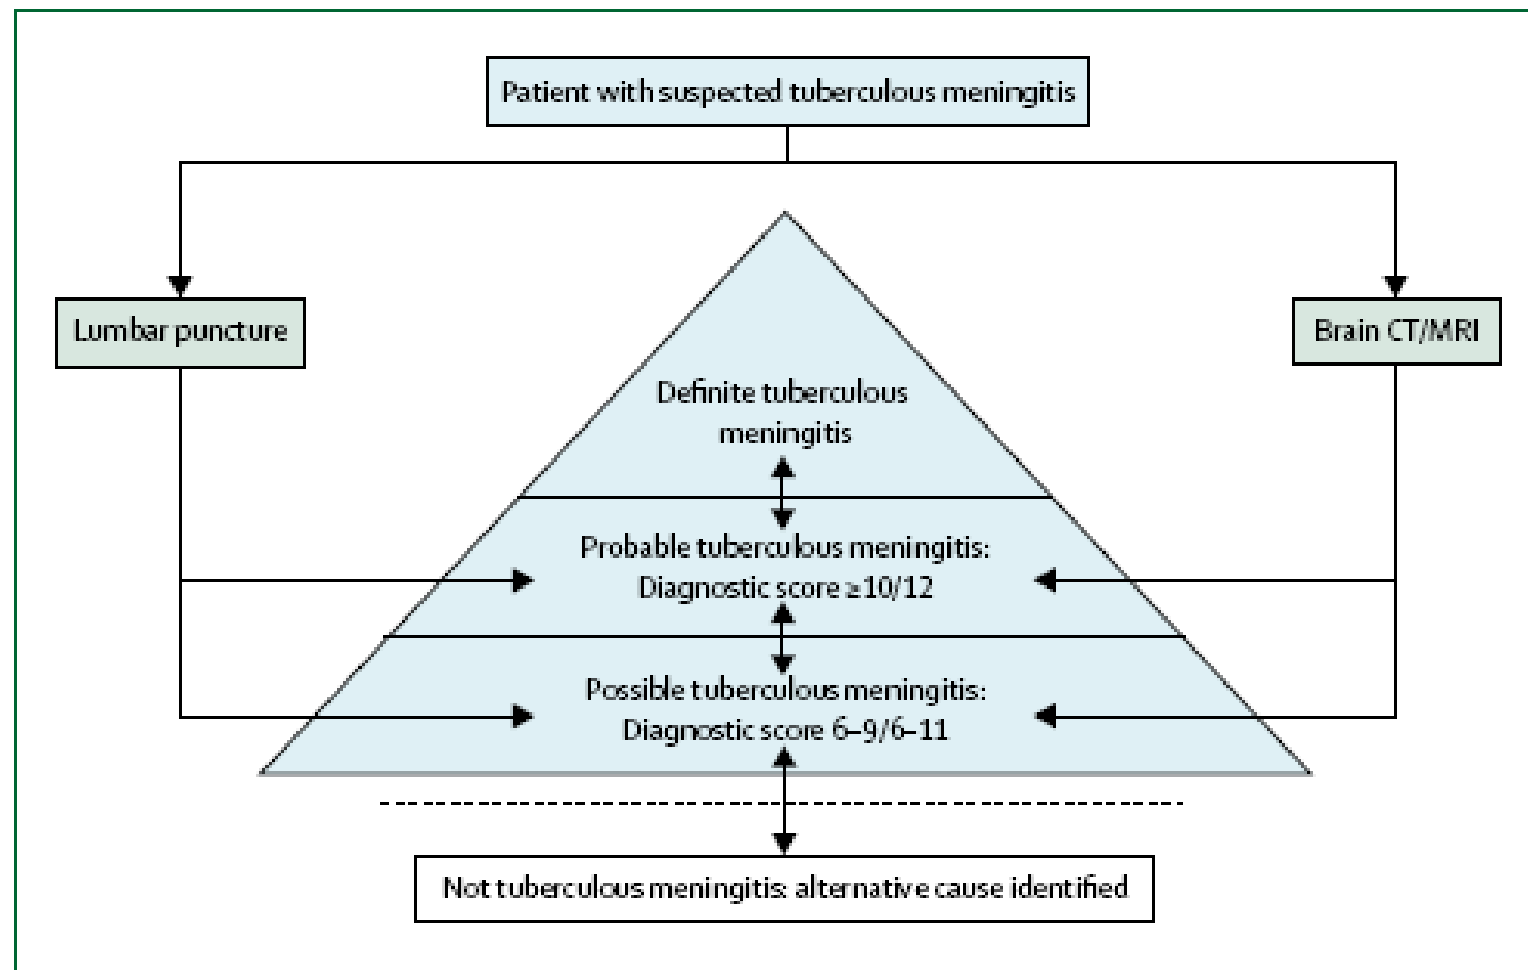 Patient with suspected tuberculous meningitis
Lumbar puncture
Brain CT/MRI
Definite tuberculous
meningitis
Probable tuberculous meningitis:
Diagnostic score ≥10/12
Possible tuberculous meningitis:
Diagnostic score 6–9/6–11
Not tuberculous meningitis: alternative cause identified